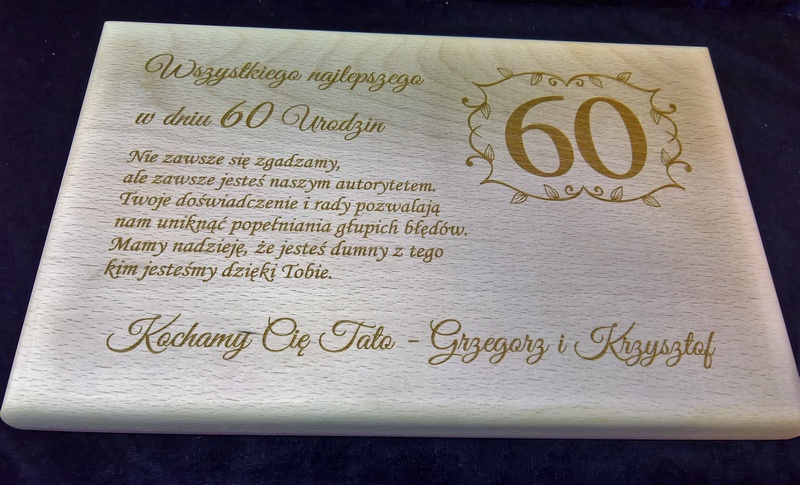 Wszystkiego najlepszego
w dniu 60 Urodzin
60
Nie zawsze się zgadzamy,
ale zawsze jesteś naszym autorytetem.
Twoje doświadczenie i rady pozwalają
nam uniknąć popełniania głupich błędów.
Mamy nadzieję, że jesteś dumny z tego
kim jesteśmy dzięki Tobie.
Kochamy Cię Tato - Grzegorz i Krzysztof